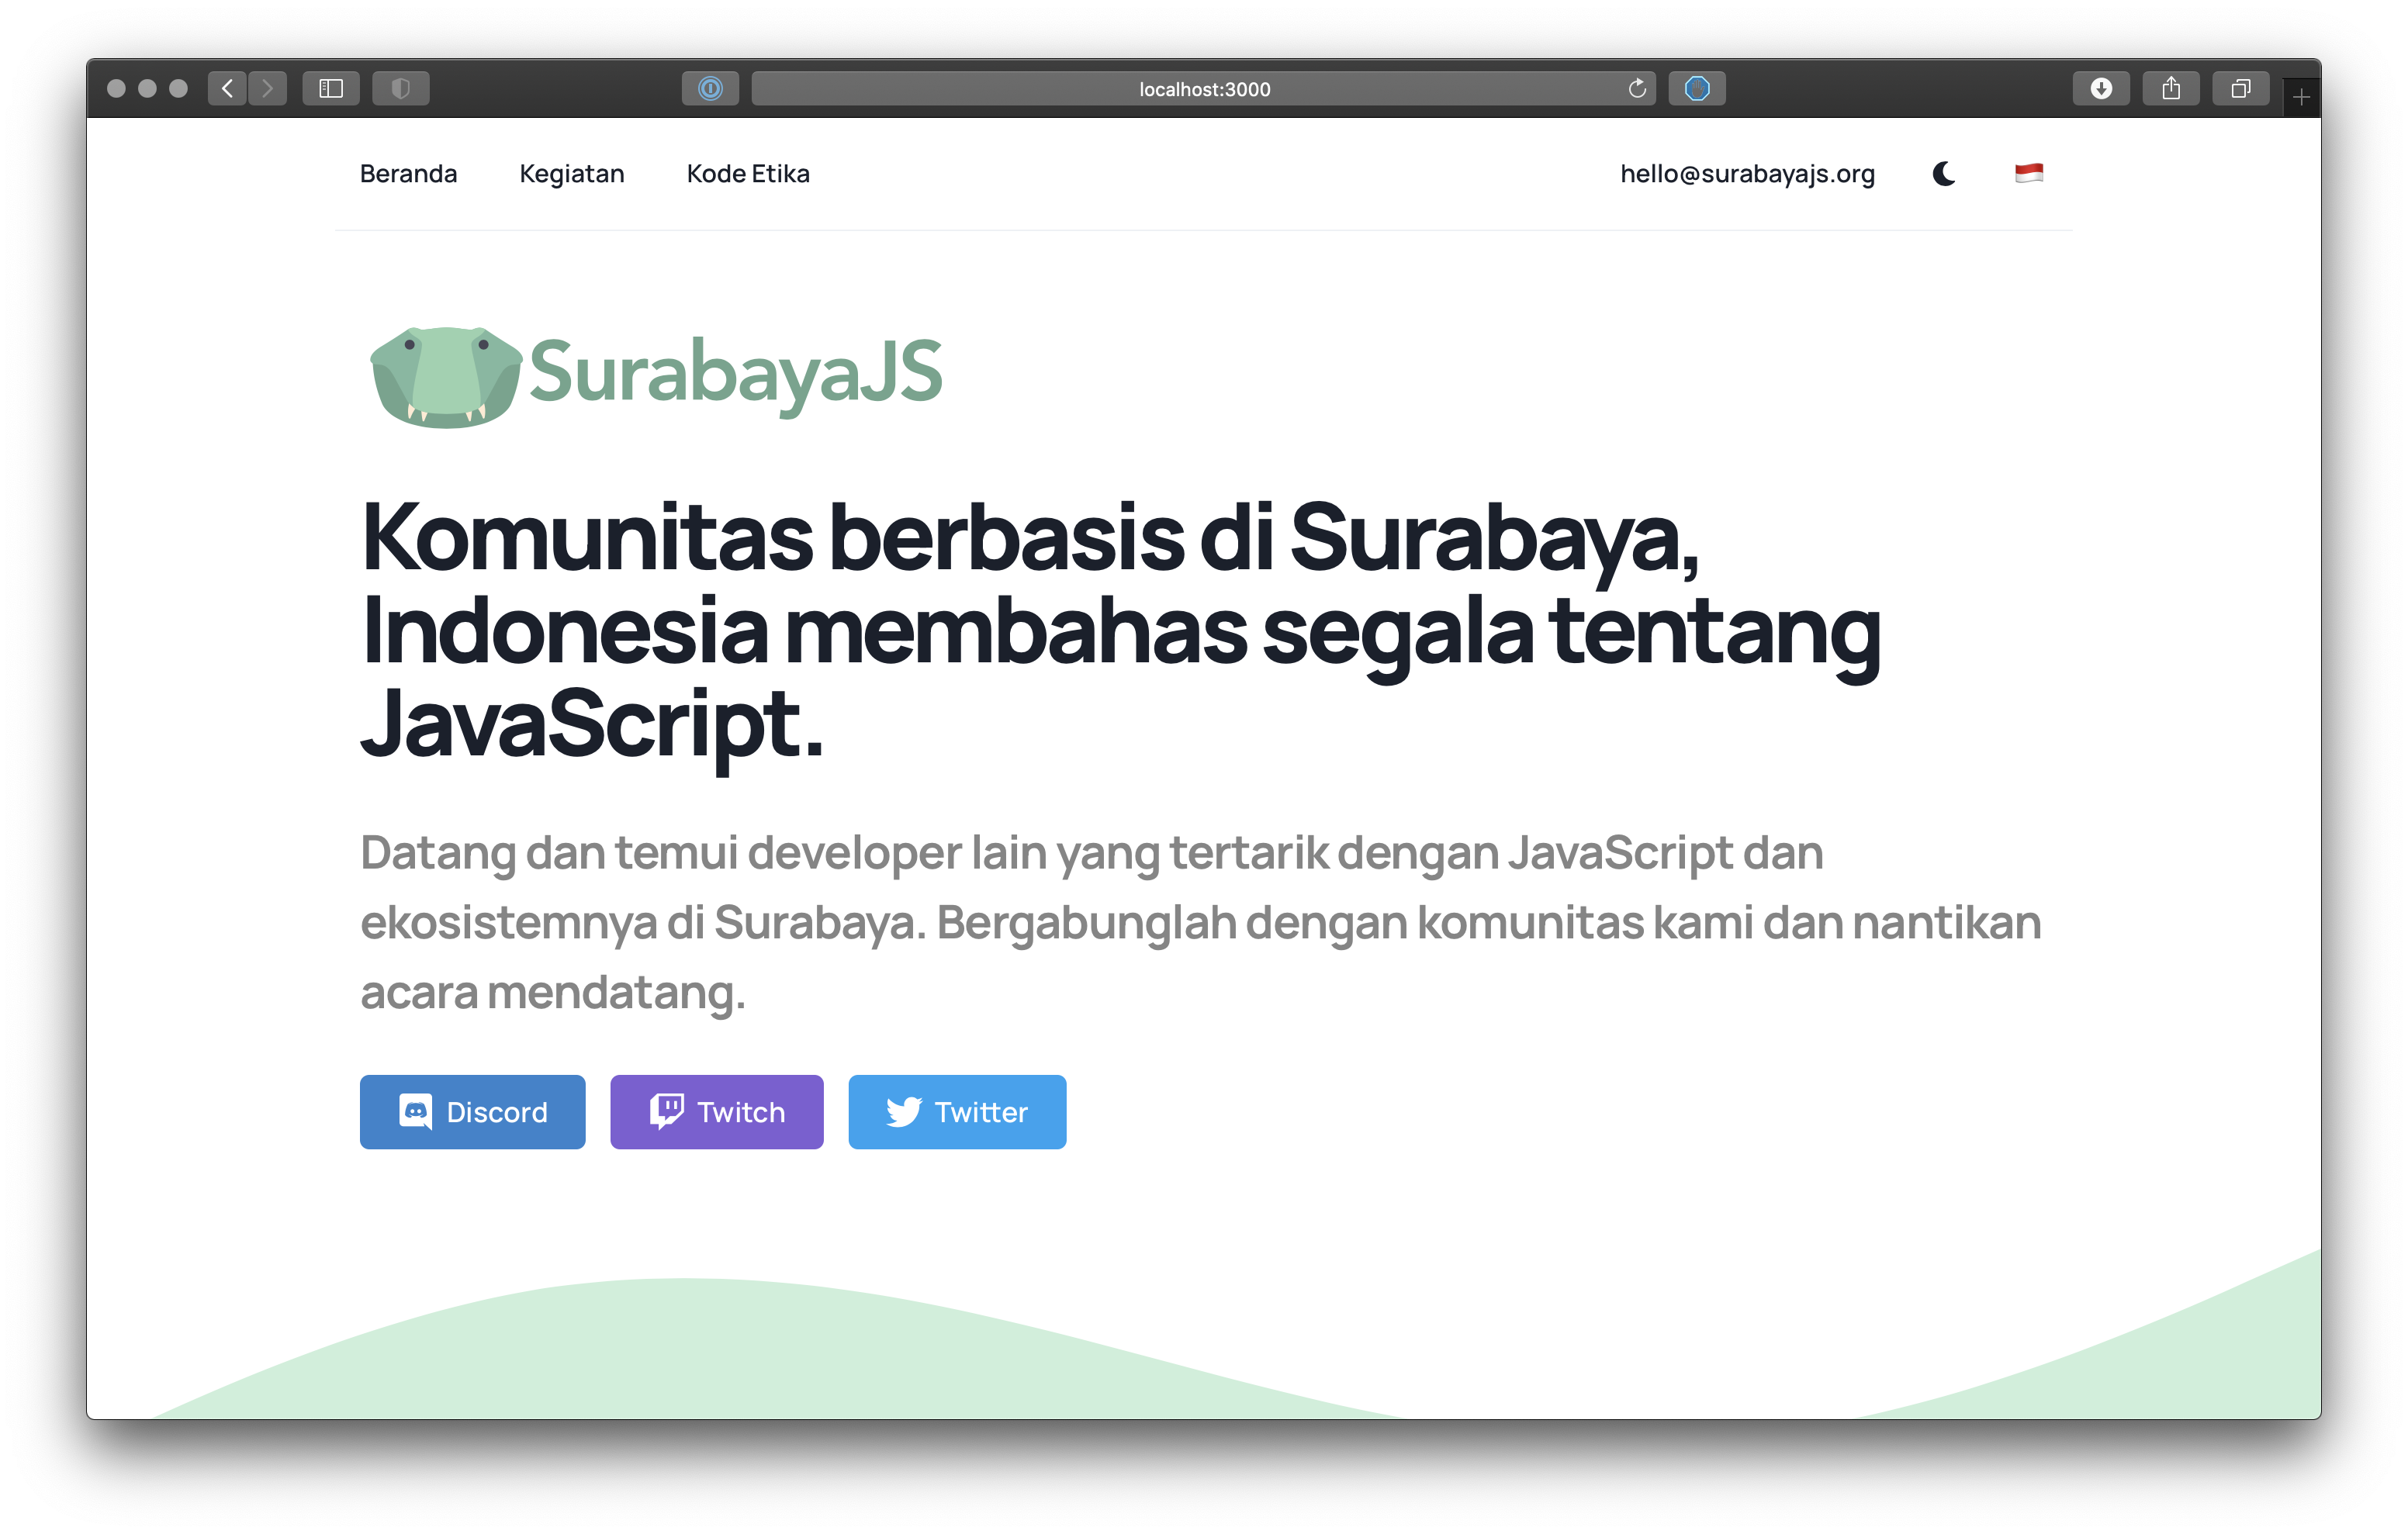 localhost:3000
Beranda Kegiatan Kode Etika hello@surabayajs.org
SurabayaJS
Komunitas berbasis di Surabaya,
Indonesia membahas segala tentang
JavaScript.
Datang dan temui developer lain yang tertarik dengan JavaScript dan
ekosistemnya di Surabaya. Bergabunglah dengan komunitas kami dan nantikan
acara mendatang.
Discord Twitch Twitter